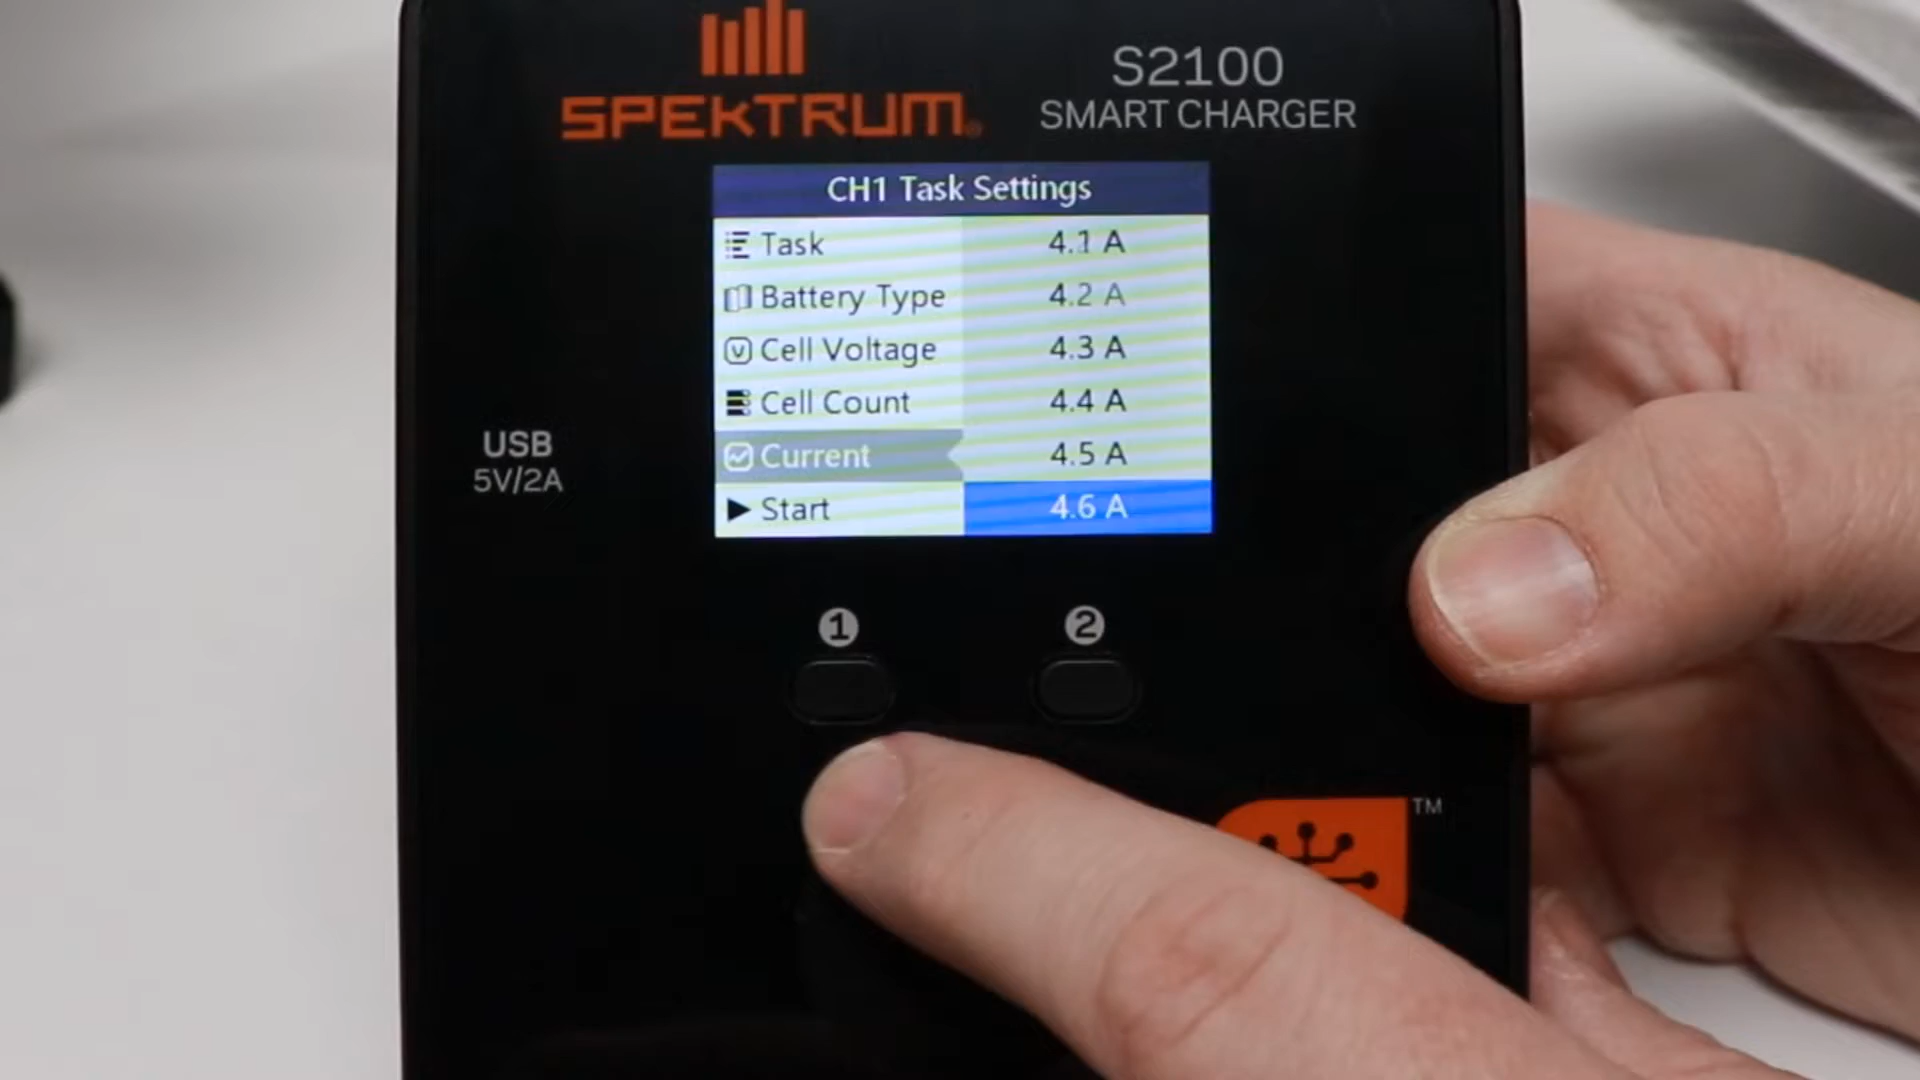 SPEKTRUM®
S2100
SMART CHARGER
CH1 Task Settings
Task 4.1 A
Battery Type 4.2 A
Cell Voltage 4.3 A
Cell Count 4.4 A
Current 4.5 A
Start 4.6 A
USB
5V/2A
1 2
TM